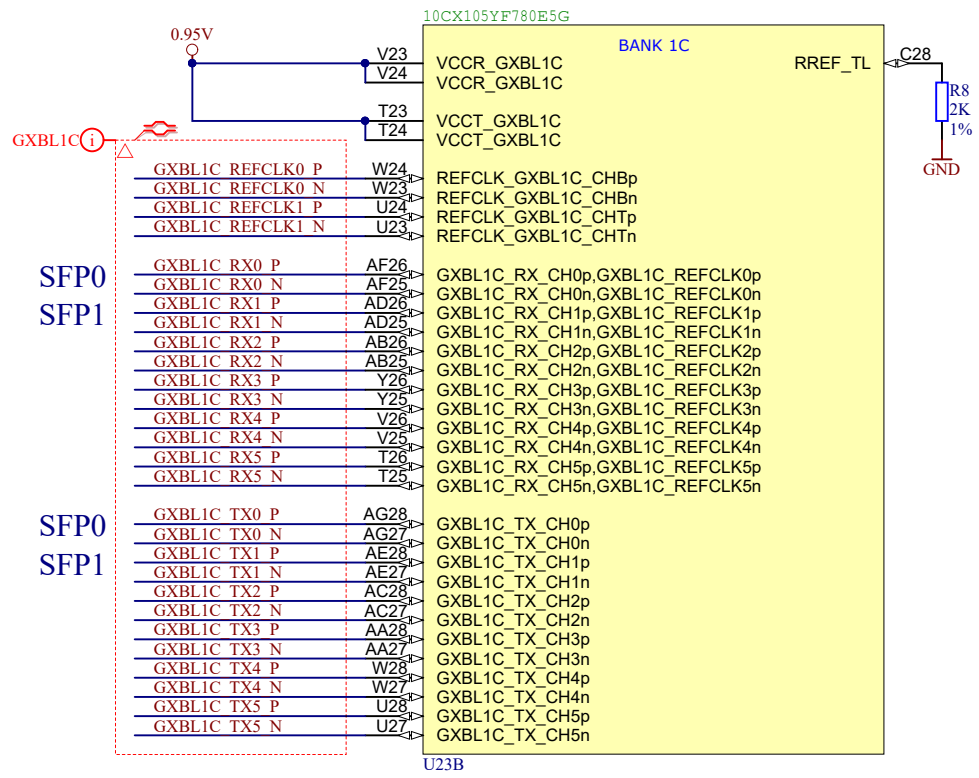 10CX105YF780E5G
BANK 1C
0.95V
V23 VCCR_GXBL1C
V24 VCCR_GXBL1C
RREF_TL C28
R8
2K
1%
GND
T23 VCCT_GXBL1C
T24 VCCT_GXBL1C
GXBL1C i
GXBL1C_REFCLK0_P W24 REFCLK_GXBL1C_CHBp
GXBL1C_REFCLK0_N W23 REFCLK_GXBL1C_CHBn
GXBL1C_REFCLK1_P U24 REFCLK_GXBL1C_CHTp
GXBL1C_REFCLK1_N U23 REFCLK_GXBL1C_CHTn
SFP0
GXBL1C_RX0_P AF26 GXBL1C_RX_CH0p,GXBL1C_REFCLK0p
GXBL1C_RX0_N AF25 GXBL1C_RX_CH0n,GXBL1C_REFCLK0n
SFP1
GXBL1C_RX1_P AD26 GXBL1C_RX_CH1p,GXBL1C_REFCLK1p
GXBL1C_RX1_N AD25 GXBL1C_RX_CH1n,GXBL1C_REFCLK1n
GXBL1C_RX2_P AB26 GXBL1C_RX_CH2p,GXBL1C_REFCLK2p
GXBL1C_RX2_N AB25 GXBL1C_RX_CH2n,GXBL1C_REFCLK2n
GXBL1C_RX3_P Y26 GXBL1C_RX_CH3p,GXBL1C_REFCLK3p
GXBL1C_RX3_N Y25 GXBL1C_RX_CH3n,GXBL1C_REFCLK3n
GXBL1C_RX4_P V26 GXBL1C_RX_CH4p,GXBL1C_REFCLK4p
GXBL1C_RX4_N V25 GXBL1C_RX_CH4n,GXBL1C_REFCLK4n
GXBL1C_RX5_P T26 GXBL1C_RX_CH5p,GXBL1C_REFCLK5p
GXBL1C_RX5_N T25 GXBL1C_RX_CH5n,GXBL1C_REFCLK5n
SFP0
GXBL1C_TX0_P AG28 GXBL1C_TX_CH0p
GXBL1C_TX0_N AG27 GXBL1C_TX_CH0n
SFP1
GXBL1C_TX1_P AE28 GXBL1C_TX_CH1p
GXBL1C_TX1_N AE27 GXBL1C_TX_CH1n
GXBL1C_TX2_P AC28 GXBL1C_TX_CH2p
GXBL1C_TX2_N AC27 GXBL1C_TX_CH2n
GXBL1C_TX3_P AA28 GXBL1C_TX_CH3p
GXBL1C_TX3_N AA27 GXBL1C_TX_CH3n
GXBL1C_TX4_P W28 GXBL1C_TX_CH4p
GXBL1C_TX4_N W27 GXBL1C_TX_CH4n
GXBL1C_TX5_P U28 GXBL1C_TX_CH5p
GXBL1C_TX5_N U27 GXBL1C_TX_CH5n
U23B